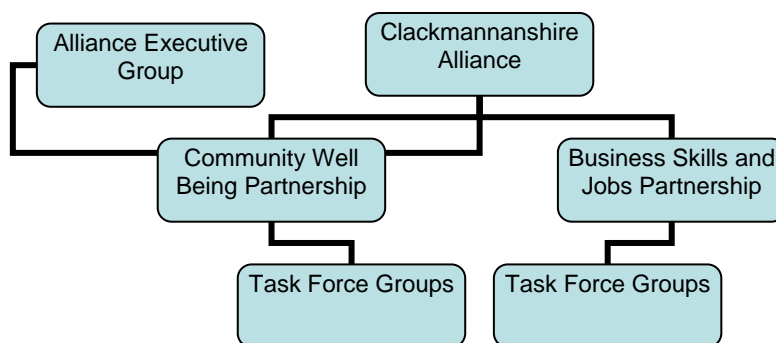 Alliance Executive
Group
Clackmannanshire
Alliance
Community Well
Being Partnership
Business Skills and
Jobs Partnership
Task Force Groups
Task Force Groups